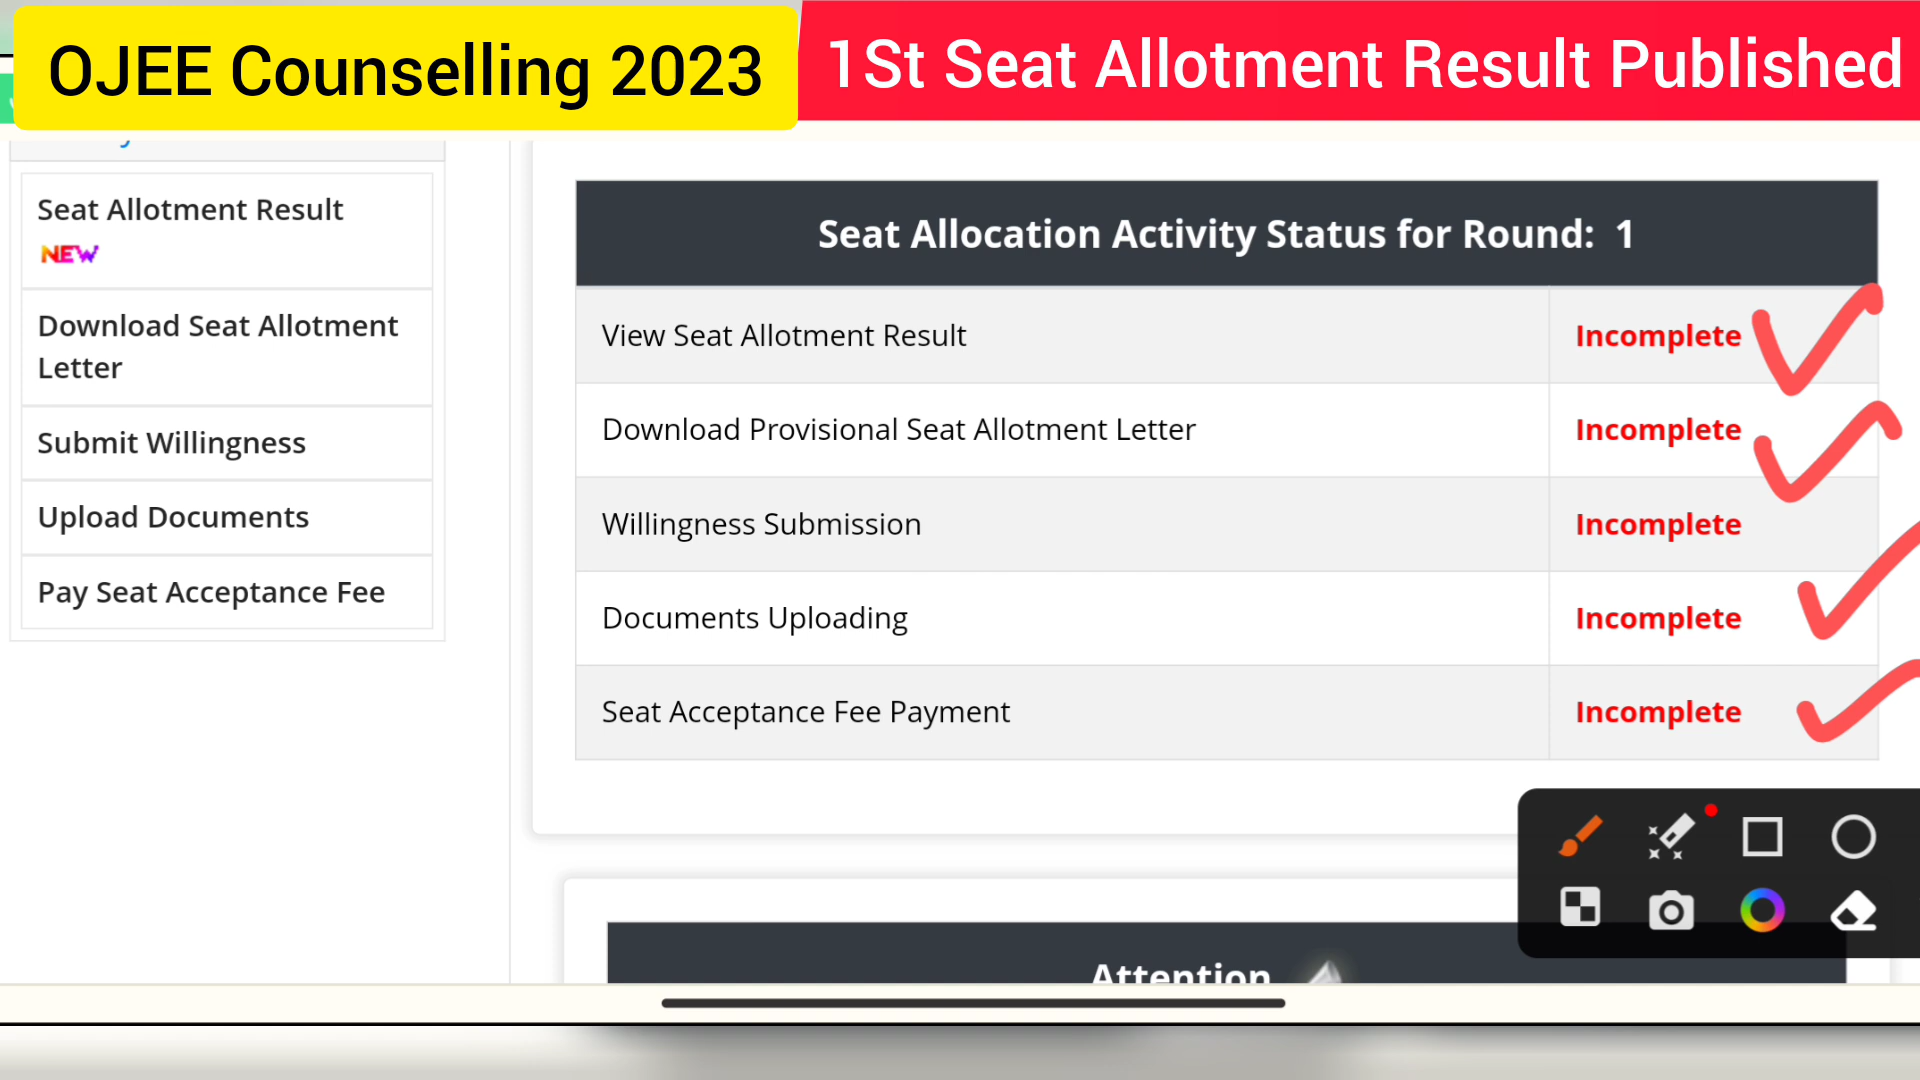 OJEE Counselling 2023
1St Seat Allotment Result Published
Seat Allotment Result
NEW
Download Seat Allotment
Letter
Submit Willingness
Upload Documents
Pay Seat Acceptance Fee
Seat Allocation Activity Status for Round: 1
View Seat Allotment Result Incomplete
Download Provisional Seat Allotment Letter Incomplete
Willingness Submission Incomplete
Documents Uploading Incomplete
Seat Acceptance Fee Payment Incomplete
Attention